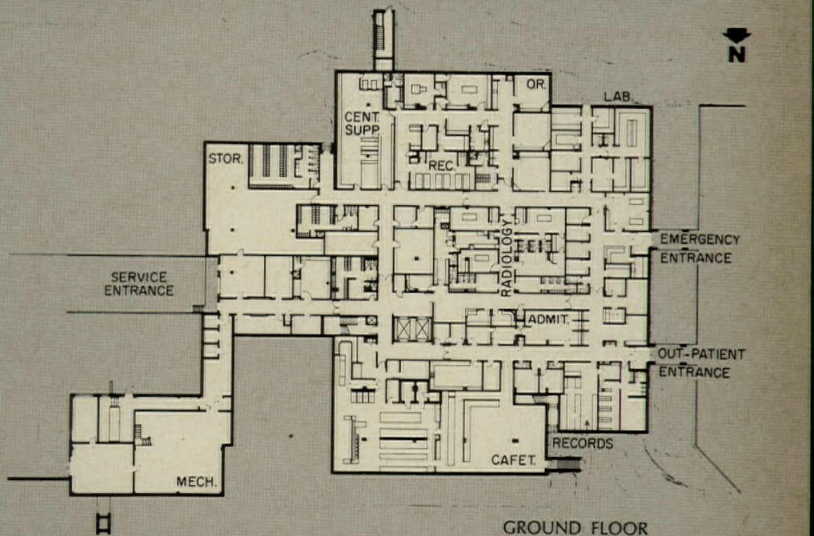 N
OR.
LAB.
CENT.
SUPP.
STOR.
REC.
RADIOLOGY
EMERGENCY
ENTRANCE
SERVICE
ENTRANCE
ADMIT.
OUT-PATIENT
ENTRANCE
RECORDS
CAFET.
MECH.
GROUND FLOOR